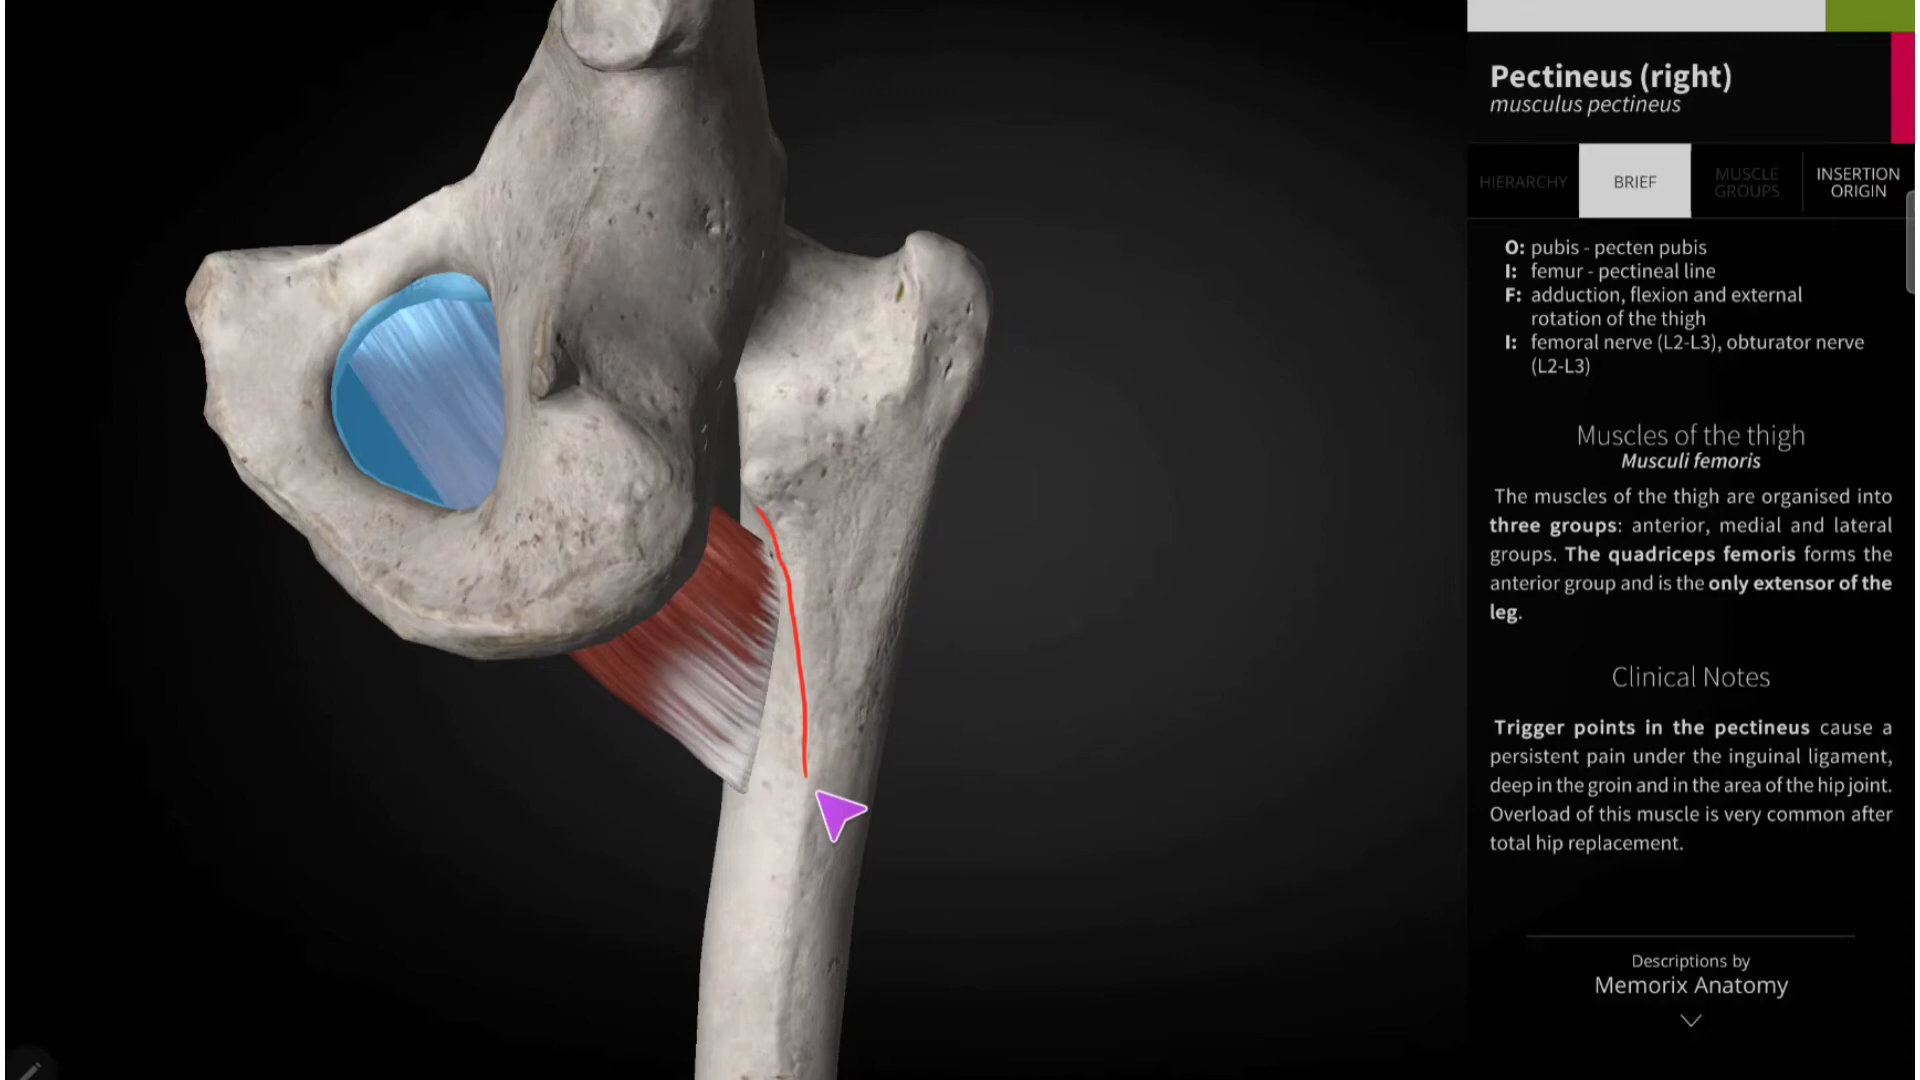 Pectineus (right)
musculus pectineus
HIERARCHY
BRIEF
MUSCLE
GROUPS
INSERTION
ORIGIN
O: pubis - pecten pubis
I: femur - pectineal line
F: adduction, flexion and external
rotation of the thigh
I: femoral nerve (L2-L3), obturator nerve
(L2-L3)
Muscles of the thigh
Musculi femoris
The muscles of the thigh are organised into
three groups: anterior, medial and lateral
groups. The quadriceps femoris forms the
anterior group and is the only extensor of the
leg.
Clinical Notes
Trigger points in the pectineus cause a
persistent pain under the inguinal ligament,
deep in the groin and in the area of the hip joint.
Overload of this muscle is very common after
total hip replacement.
Descriptions by
Memorix Anatomy